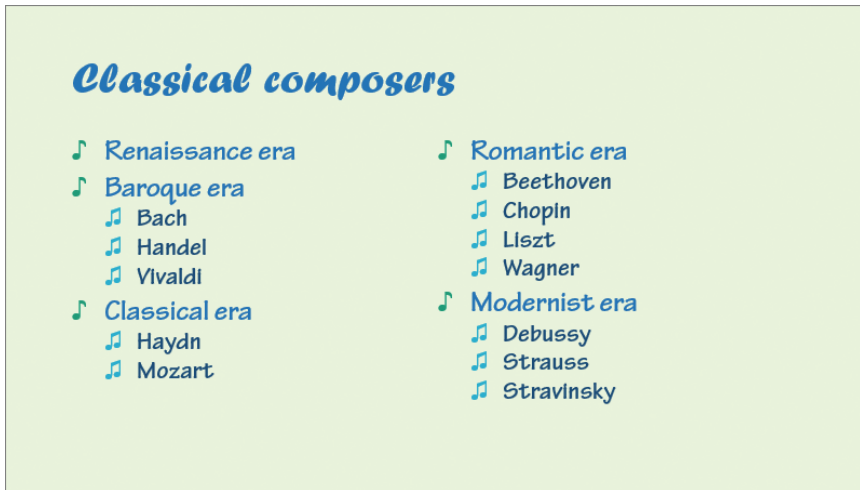 Classical composers
♪ Renaissance era
♪ Baroque era
♫ Bach
♫ Handel
♫ Vivaldi
♪ Classical era
♫ Haydn
♫ Mozart
♪ Romantic era
♫ Beethoven
♫ Chopin
♫ Liszt
♫ Wagner
♪ Modernist era
♫ Debussy
♫ Strauss
♫ Stravinsky